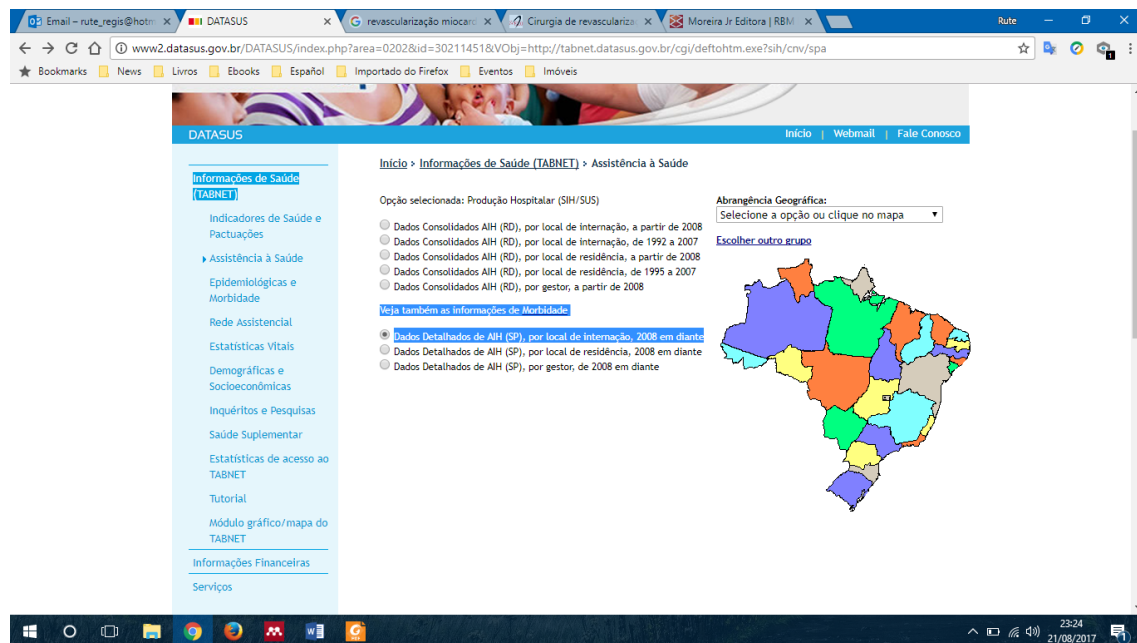 Email – rute_regis@hotm
DATASUS
revascularização miocard
Cirurgia de revasculariza
Moreira Jr Editora | RBM
Rute
www2.datasus.gov.br/DATASUS/index.php?area=0202&id=30211451&VObj=http://tabnet.datasus.gov.br/cgi/deftohtm.exe?sih/cnv/spa
Bookmarks
News
Livros
Ebooks
Español
Importado do Firefox
Eventos
Imóveis
DATASUS
Início | Webmail | Fale Conosco
Informações de Saúde
(TABNET)
Indicadores de Saúde e
Pactuações
Assistência à Saúde
Epidemiológicas e
Morbidade
Rede Assistencial
Estatísticas Vitais
Demográficas e
Socioeconômicas
Inquéritos e Pesquisas
Saúde Suplementar
Estatísticas de acesso ao
TABNET
Tutorial
Módulo gráfico/mapa do
TABNET
Informações Financeiras
Serviços
Início > Informações de Saúde (TABNET) > Assistência à Saúde
Opção selecionada: Produção Hospitalar (SIH/SUS)
Dados Consolidados AIH (RD), por local de internação, a partir de 2008
Dados Consolidados AIH (RD), por local de internação, de 1992 a 2007
Dados Consolidados AIH (RD), por local de residência, a partir de 2008
Dados Consolidados AIH (RD), por local de residência, de 1995 a 2007
Dados Consolidados AIH (RD), por gestor, a partir de 2008
Veja também as informações de Morbidade
Dados Detalhados de AIH (SP), por local de internação, 2008 em diante
Dados Detalhados de AIH (SP), por local de residência, 2008 em diante
Dados Detalhados de AIH (SP), por gestor, de 2008 em diante
Abrangência Geográfica:
Selecione a opção ou clique no mapa
Escolher outro grupo
23:24
21/08/2017